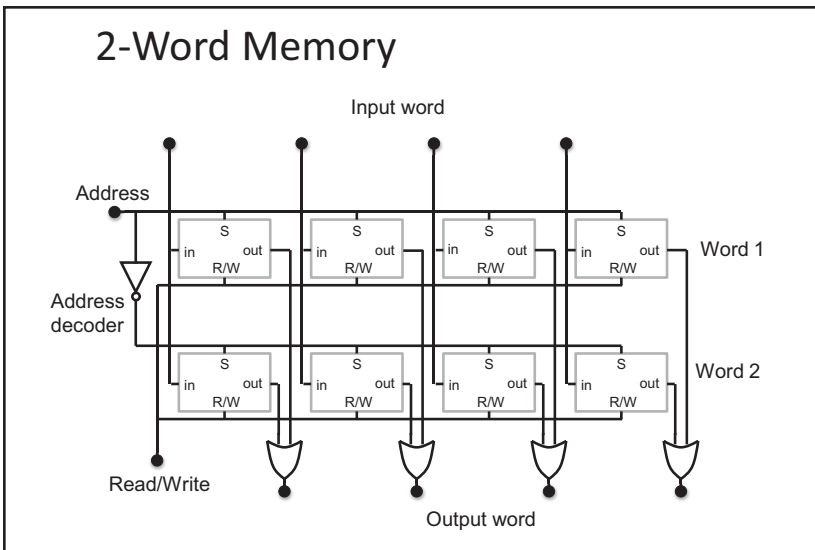 2-Word Memory
Input word
Address
S S S S
in out in out in out in out
Word 1
R/W R/W R/W R/W
Address
decoder
S S S S
Word 2
in out in out in out in out
R/W R/W R/W R/W
Read/Write
Output word